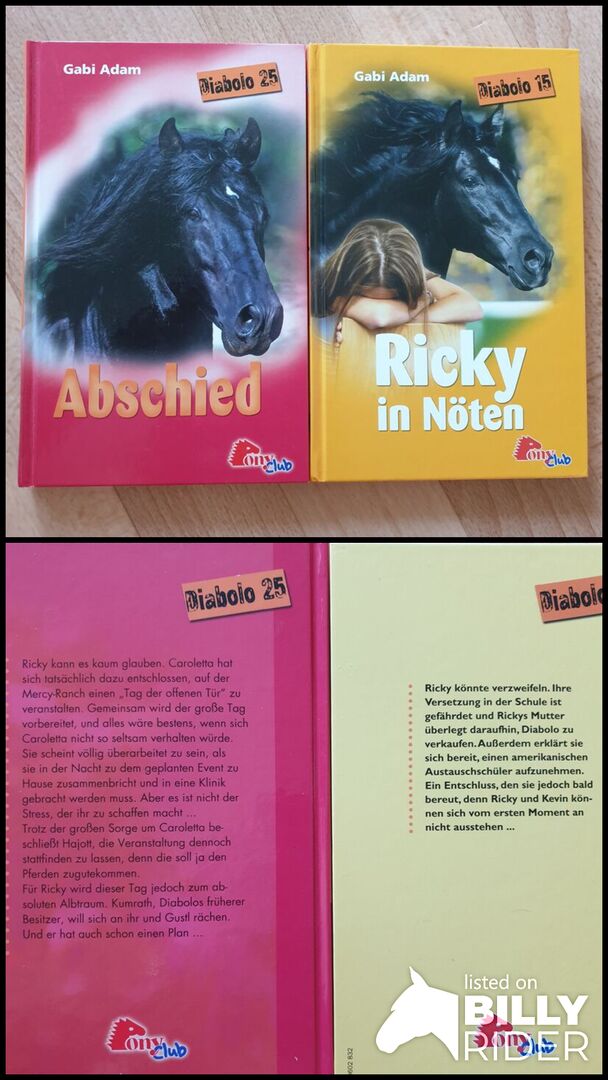 Gabi Adam
Diabolo 25
Abschied
Pony
Club
Gabi Adam
Diabolo 15
Ricky
in Nöten
Pony
Club
Diabolo 25
Ricky kann es kaum glauben. Caroletta hat
sich tatsächlich dazu entschlossen, auf der
Mercy-Ranch einen „Tag der offenen Tür" zu
veranstalten. Gemeinsam wird der große Tag
vorbereitet, und alles wäre bestens, wenn sich
Caroletta nicht so seltsam verhalten würde.
Sie scheint völlig überarbeitet zu sein, als
sie in der Nacht zu dem geplanten Event zu
Hause zusammenbricht und in eine Klinik
gebracht werden muss. Aber es ist nicht der
Stress, der ihr zu schaffen macht ...
Trotz der großen Sorge um Caroletta be-
schließt Hajott, die Veranstaltung dennoch
stattfinden zu lassen, denn die soll ja den
Pferden zugutekommen.
Für Ricky wird dieser Tag jedoch zum ab-
soluten Albtraum. Kumrath, Diabolos früherer
Besitzer, will sich an ihr und Gustl rächen.
Und er hat auch schon einen Plan ...
Pony
Club
Diabolo
Ricky könnte verzweifeln. Ihre
Versetzung in der Schule ist
gefährdet und Rickys Mutter
überlegt daraufhin, Diabolo zu
verkaufen. Außerdem erklärt sie
sich bereit, einen amerikanischen
Austauschschüler aufzunehmen.
Ein Entschluss, den sie jedoch bald
bereut, denn Ricky und Kevin kön-
nen sich vom ersten Moment an
nicht ausstehen ...
Pony
Club
listed on
BILLY
RIDER